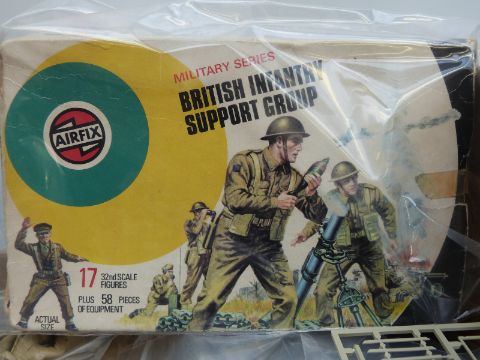 MILITARY SERIES
BRITISH INFANTRY
SUPPORT GROUP
AIRFIX
17 32nd SCALE
FIGURES
PLUS 58 PIECES
OF EQUIPMENT
ACTUAL
SIZE